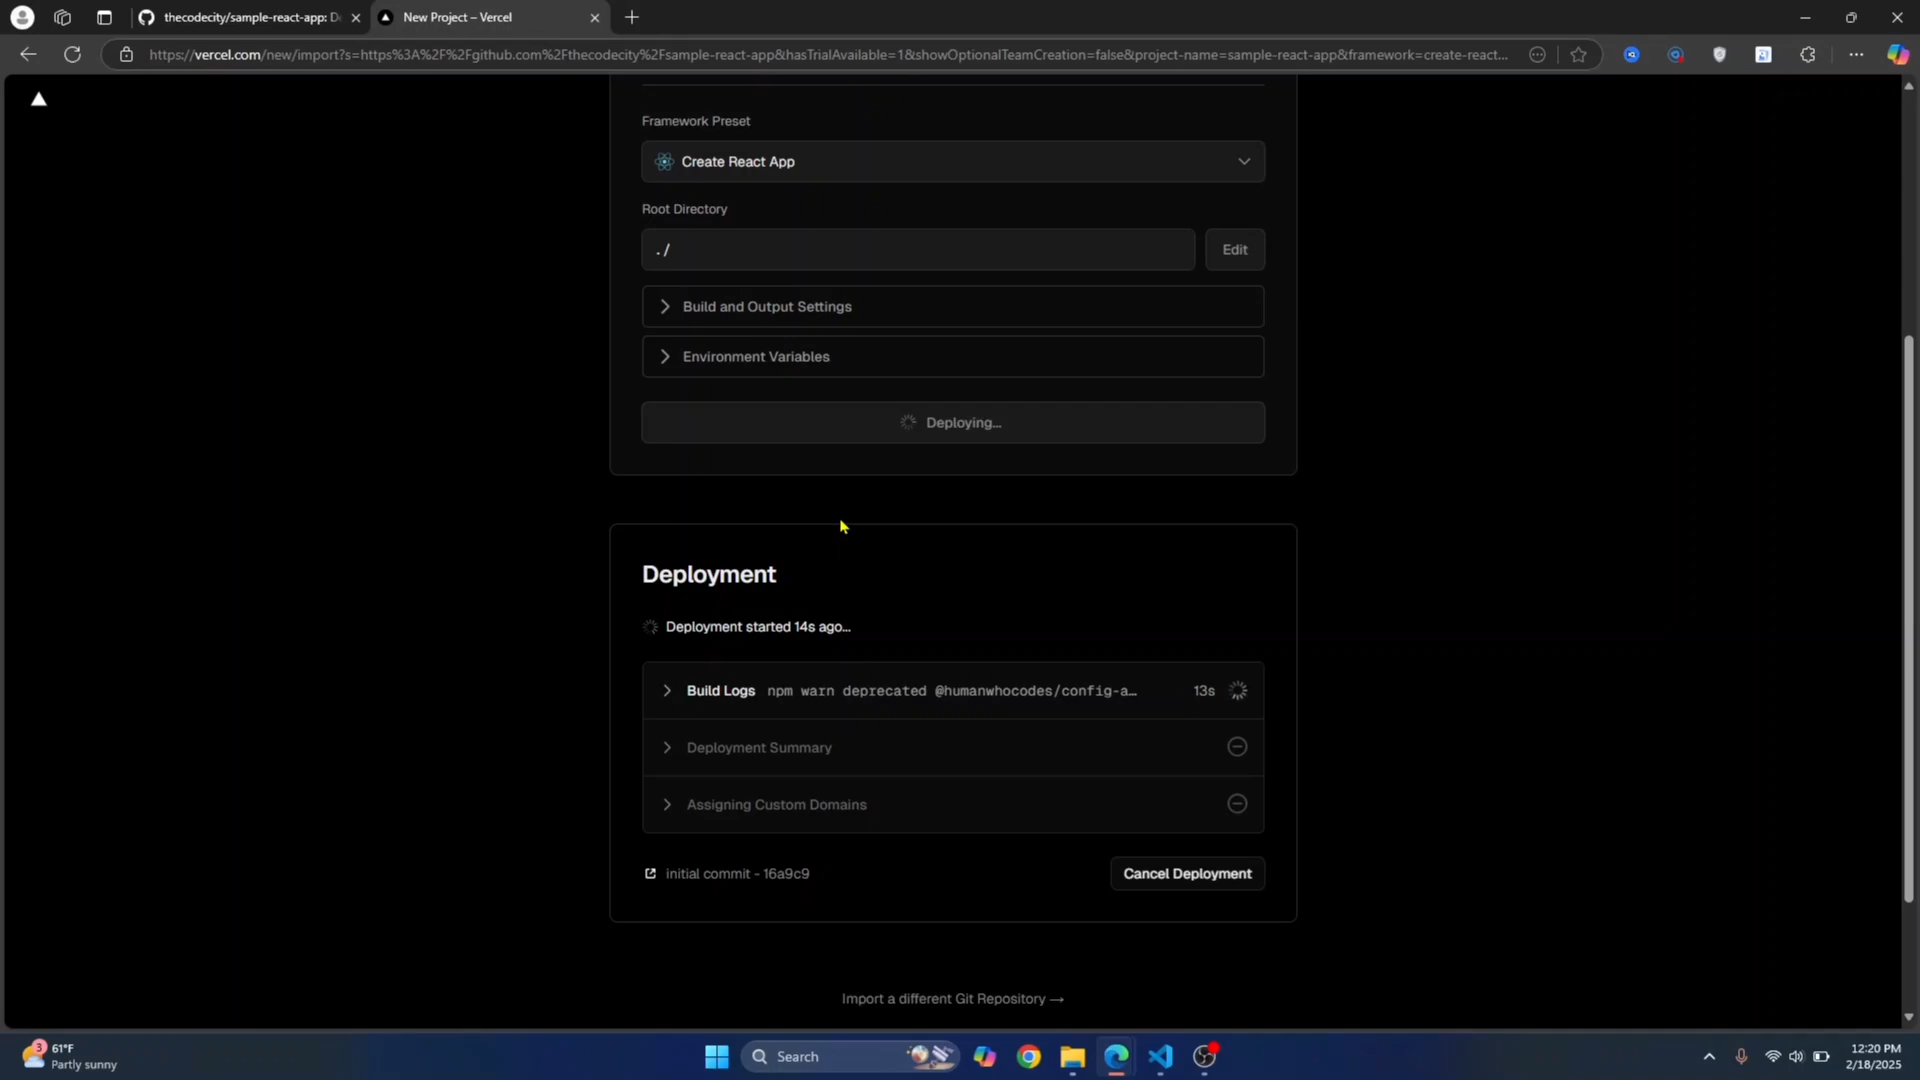 thecodecity/sample-react-app: D
New Project – Vercel
https://vercel.com/new/import?s=https%3A%2F%2Fgithub.com%2Fthecodecity%2Fsample-react-app&hasTrialAvailable=1&showOptionalTeamCreation=false&project-name=sample-react-app&framework=create-react...
Framework Preset
Create React App
Root Directory
./
Edit
Build and Output Settings
Environment Variables
Deploying...
Deployment
Deployment started 14s ago...
Build Logs npm warn deprecated @humanwhocodes/config-a… 13s
Deployment Summary
Assigning Custom Domains
initial commit - 16a9c9
Cancel Deployment
Import a different Git Repository →
3
61°F
Partly sunny
Search
12:20 PM
2/18/2025